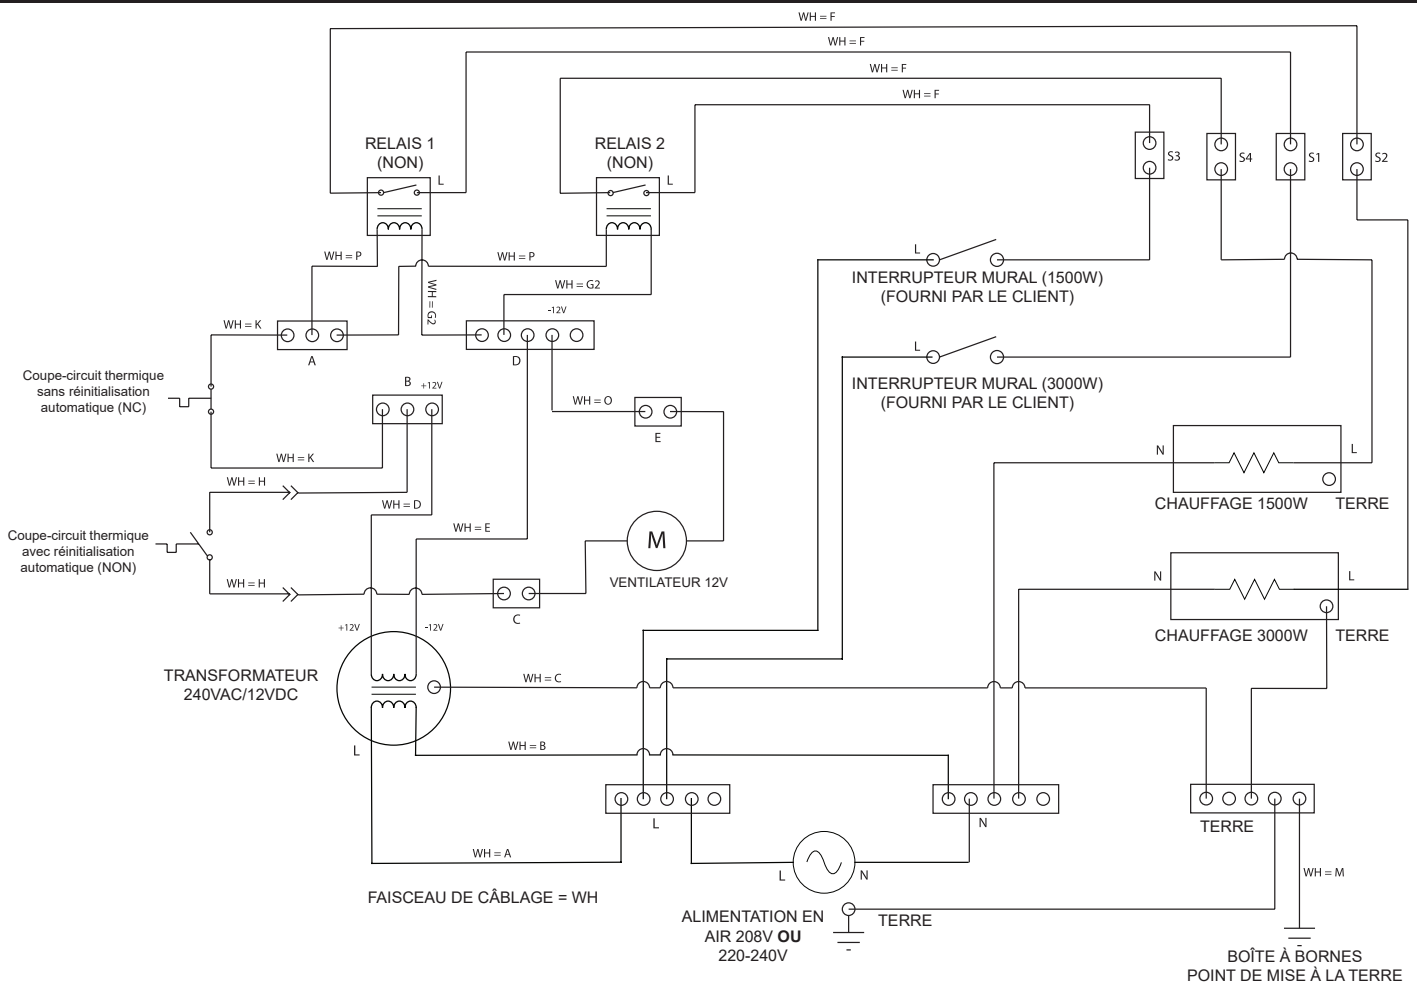 WH = F
WH = F
WH = F
WH = F
RELAIS 1
(NON)
L
RELAIS 2
(NON)
L
S3
S4
S1
S2
WH = P
WH = P
WH = G2
WH = G2
-12V
WH = K
A
D
L
INTERRUPTEUR MURAL (1500W)
(FOURNI PAR LE CLIENT)
L
INTERRUPTEUR MURAL (3000W)
(FOURNI PAR LE CLIENT)
Coupe-circuit thermique
sans réinitialisation
automatique (NC)
B
+12V
WH = O
E
WH = K
WH = H
WH = D
WH = E
Coupe-circuit thermique
avec réinitialisation
automatique (NON)
WH = H
C
M
VENTILATEUR 12V
N
L
CHAUFFAGE 1500W
TERRE
N
L
CHAUFFAGE 3000W
TERRE
+12V
-12V
TRANSFORMATEUR
240VAC/12VDC
WH = C
L
WH = B
L
N
TERRE
WH = A
L
N
WH = M
FAISCEAU DE CÂBLAGE = WH
ALIMENTATION EN
AIR 208V OU
220-240V
TERRE
BOÎTE À BORNES
POINT DE MISE À LA TERRE